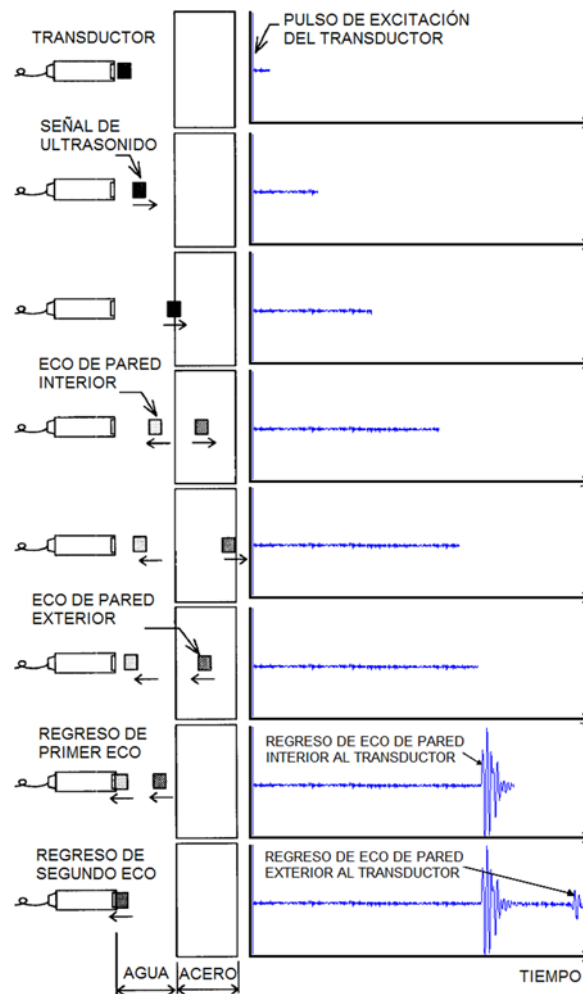 TRANSDUCTOR
PULSO DE EXCITACIÓN
DEL TRANSDUCTOR
SEÑAL DE
ULTRASONIDO
ECO DE PARED
INTERIOR
ECO DE PARED
EXTERIOR
REGRESO DE
PRIMER ECO
REGRESO DE ECO DE PARED
INTERIOR AL TRANSDUCTOR
REGRESO DE
SEGUNDO ECO
REGRESO DE ECO DE PARED
EXTERIOR AL TRANSDUCTOR
AGUA
ACERO
TIEMPO